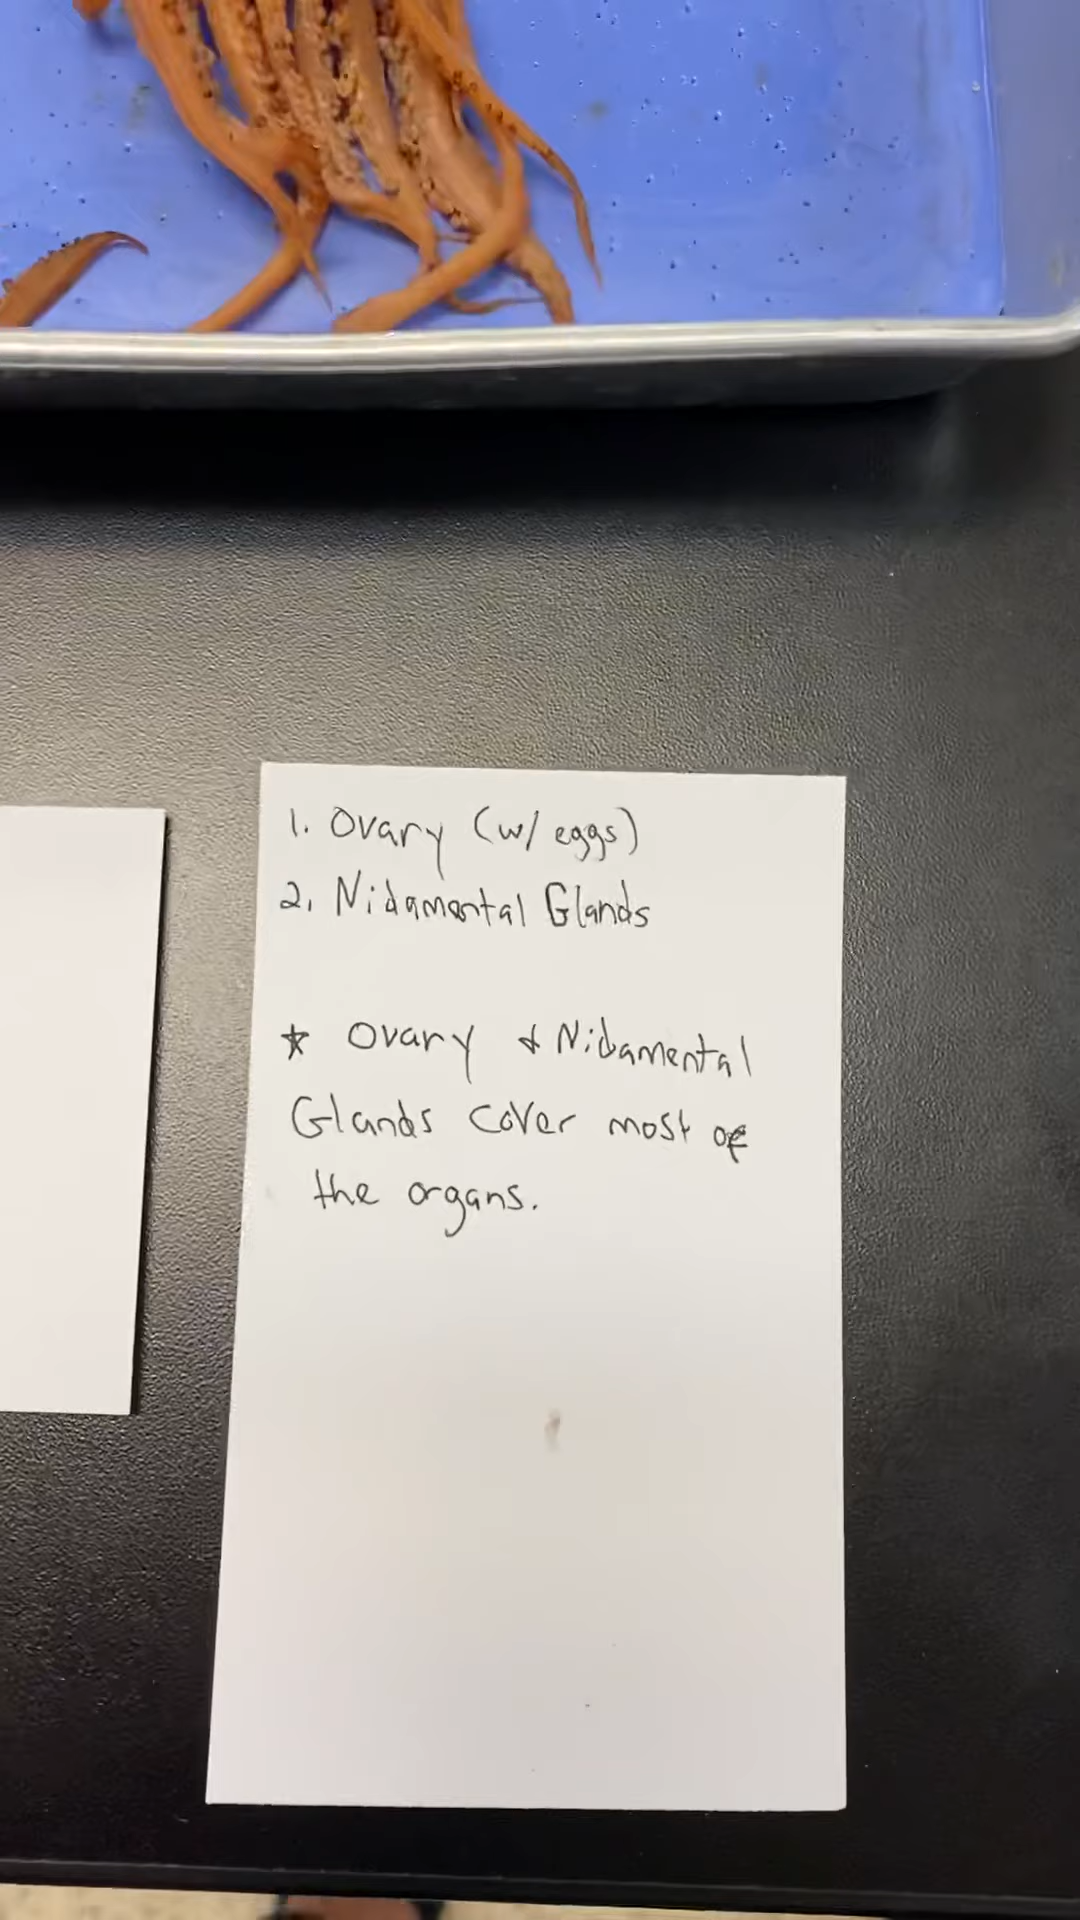 1. Ovary (w/ eggs)
2. Nidamental Glands
* Ovary & Nidamental
Glands cover most of
the organs.